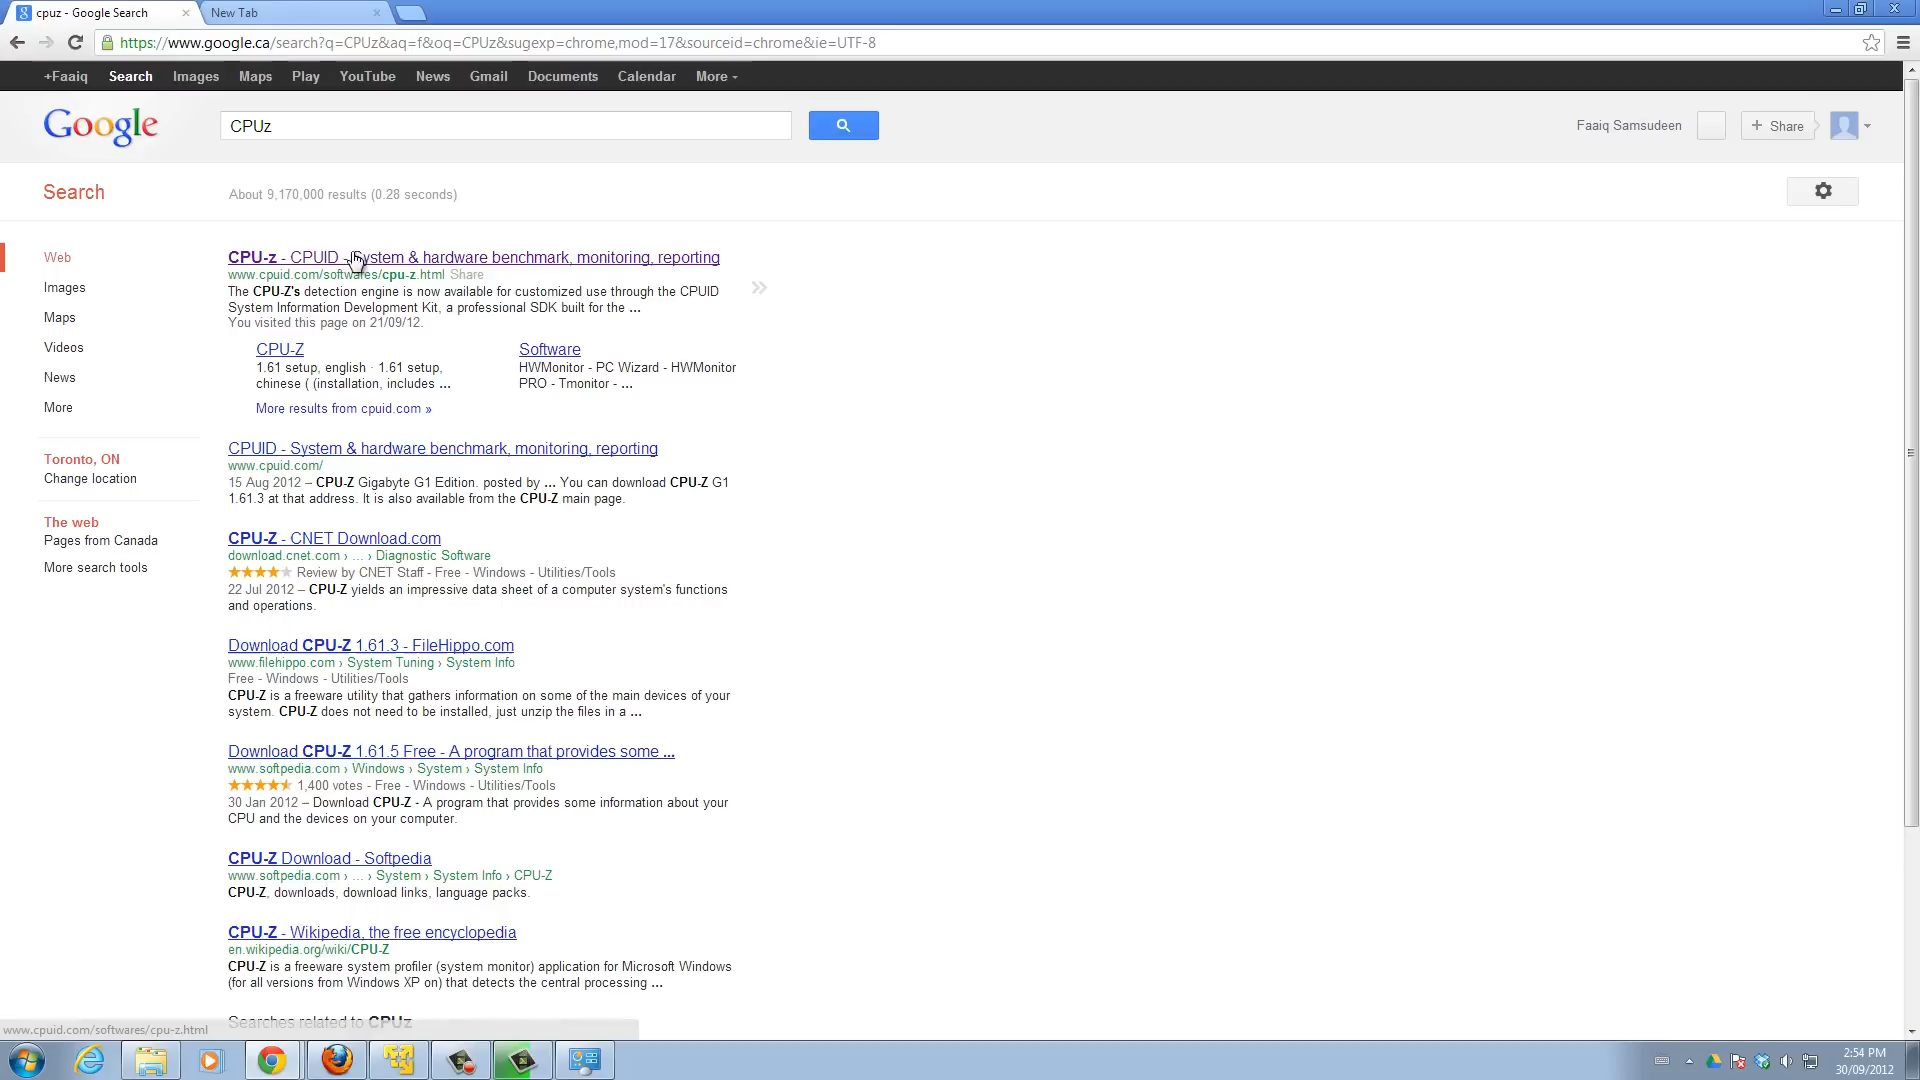 cpuz - Google Search
New Tab
https://www.google.ca/search?q=CPUz&aq=f&oq=CPUz&sugexp=chrome,mod=17&sourceid=chrome&ie=UTF-8
+Faaiq Search Images Maps Play YouTube News Gmail Documents Calendar More
Google
CPUz
Faaiq Samsudeen
+ Share
Search
About 9,170,000 results (0.28 seconds)
Web
Images
Maps
Videos
News
More
Toronto, ON
Change location
The web
Pages from Canada
More search tools
CPU-z - CPUID - System & hardware benchmark, monitoring, reporting
www.cpuid.com/softwares/cpu-z.html Share
The CPU-Z's detection engine is now available for customized use through the CPUID
System Information Development Kit, a professional SDK built for the ...
You visited this page on 21/09/12.
CPU-Z
1.61 setup, english · 1.61 setup,
chinese ( (installation, includes ...
Software
HWMonitor - PC Wizard - HWMonitor
PRO - Tmonitor - ...
More results from cpuid.com »
CPUID - System & hardware benchmark, monitoring, reporting
www.cpuid.com/
15 Aug 2012 – CPU-Z Gigabyte G1 Edition. posted by ... You can download CPU-Z G1
1.61.3 at that address. It is also available from the CPU-Z main page.
CPU-Z - CNET Download.com
download.cnet.com › ... › Diagnostic Software
Review by CNET Staff - Free - Windows - Utilities/Tools
22 Jul 2012 – CPU-Z yields an impressive data sheet of a computer system's functions
and operations.
Download CPU-Z 1.61.3 - FileHippo.com
www.filehippo.com › System Tuning › System Info
Free - Windows - Utilities/Tools
CPU-Z is a freeware utility that gathers information on some of the main devices of your
system. CPU-Z does not need to be installed, just unzip the files in a ...
Download CPU-Z 1.61.5 Free - A program that provides some ...
www.softpedia.com › Windows › System › System Info
1,400 votes - Free - Windows - Utilities/Tools
30 Jan 2012 – Download CPU-Z - A program that provides some information about your
CPU and the devices on your computer.
CPU-Z Download - Softpedia
www.softpedia.com › ... › System › System Info › CPU-Z
CPU-Z, downloads, download links, language packs.
CPU-Z - Wikipedia, the free encyclopedia
en.wikipedia.org/wiki/CPU-Z
CPU-Z is a freeware system profiler (system monitor) application for Microsoft Windows
(for all versions from Windows XP on) that detects the central processing ...
Searches related to CPUz
www.cpuid.com/softwares/cpu-z.html
2:54 PM
30/09/2012